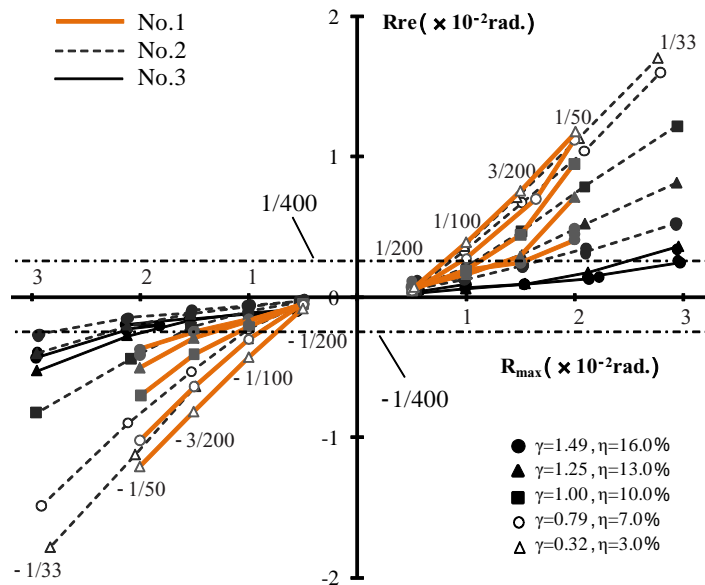 2
Rre( × 10-2rad.)
No.1
No.2
No.3
1/33
1/50
1
3/200
1/400
1/100
1/200
3
2
1
0
1
2
3
- 1/200
- 1/100
Rmax( × 10-2rad.)
-1/400
-1
- 3/200
- 1/50
- 1/33
γ=1.49 , η=16.0%
γ=1.25 , η=13.0%
γ=1.00 , η=10.0%
γ=0.79 , η=7.0%
γ=0.32 , η=3.0%
-2